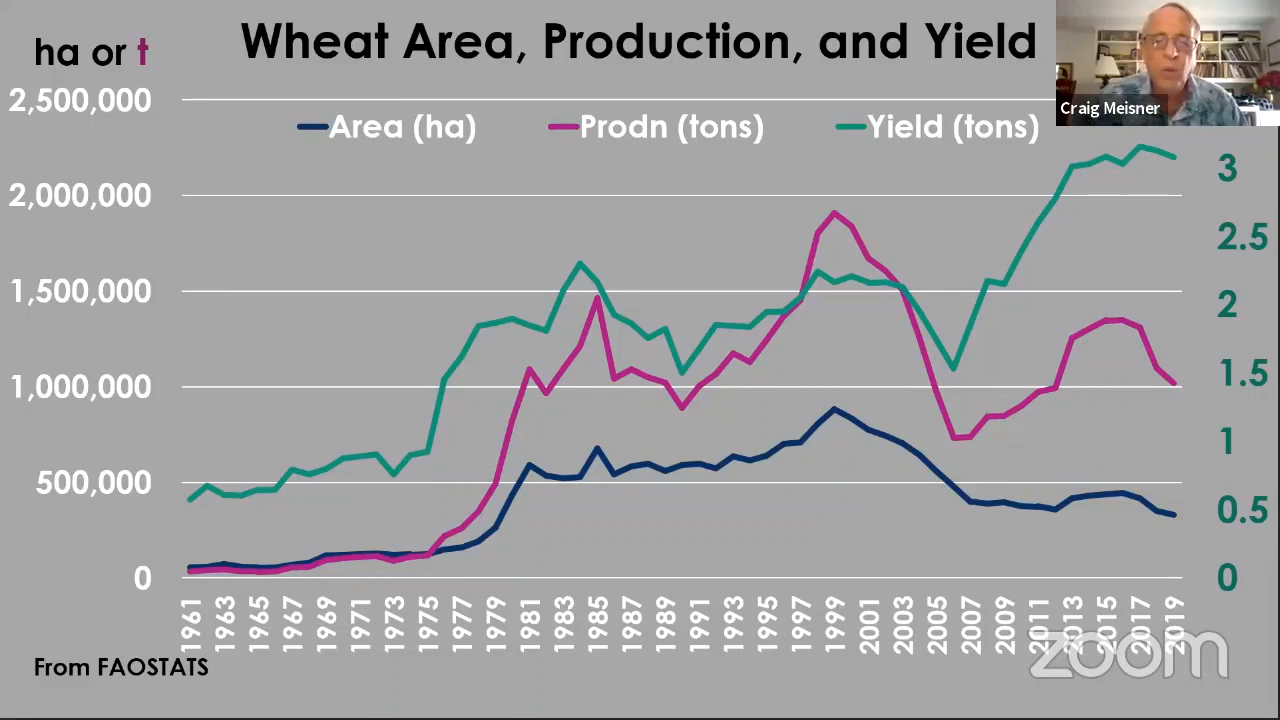 Wheat Area, Production, and Yield
ha or t
Craig Meisner
Area (ha) Prodn (tons) Yield (tons)
2,500,000
2,000,000
1,500,000
1,000,000
500,000
0
3
2.5
2
1.5
1
0.5
0
1961 1963 1965 1967 1969 1971 1973 1975 1977 1979 1981 1983 1985 1987 1989 1991 1993 1995 1997 1999 2001 2003 2005 2007 2009 2011 2013 2015 2017 2019
From FAOSTATS
zoom